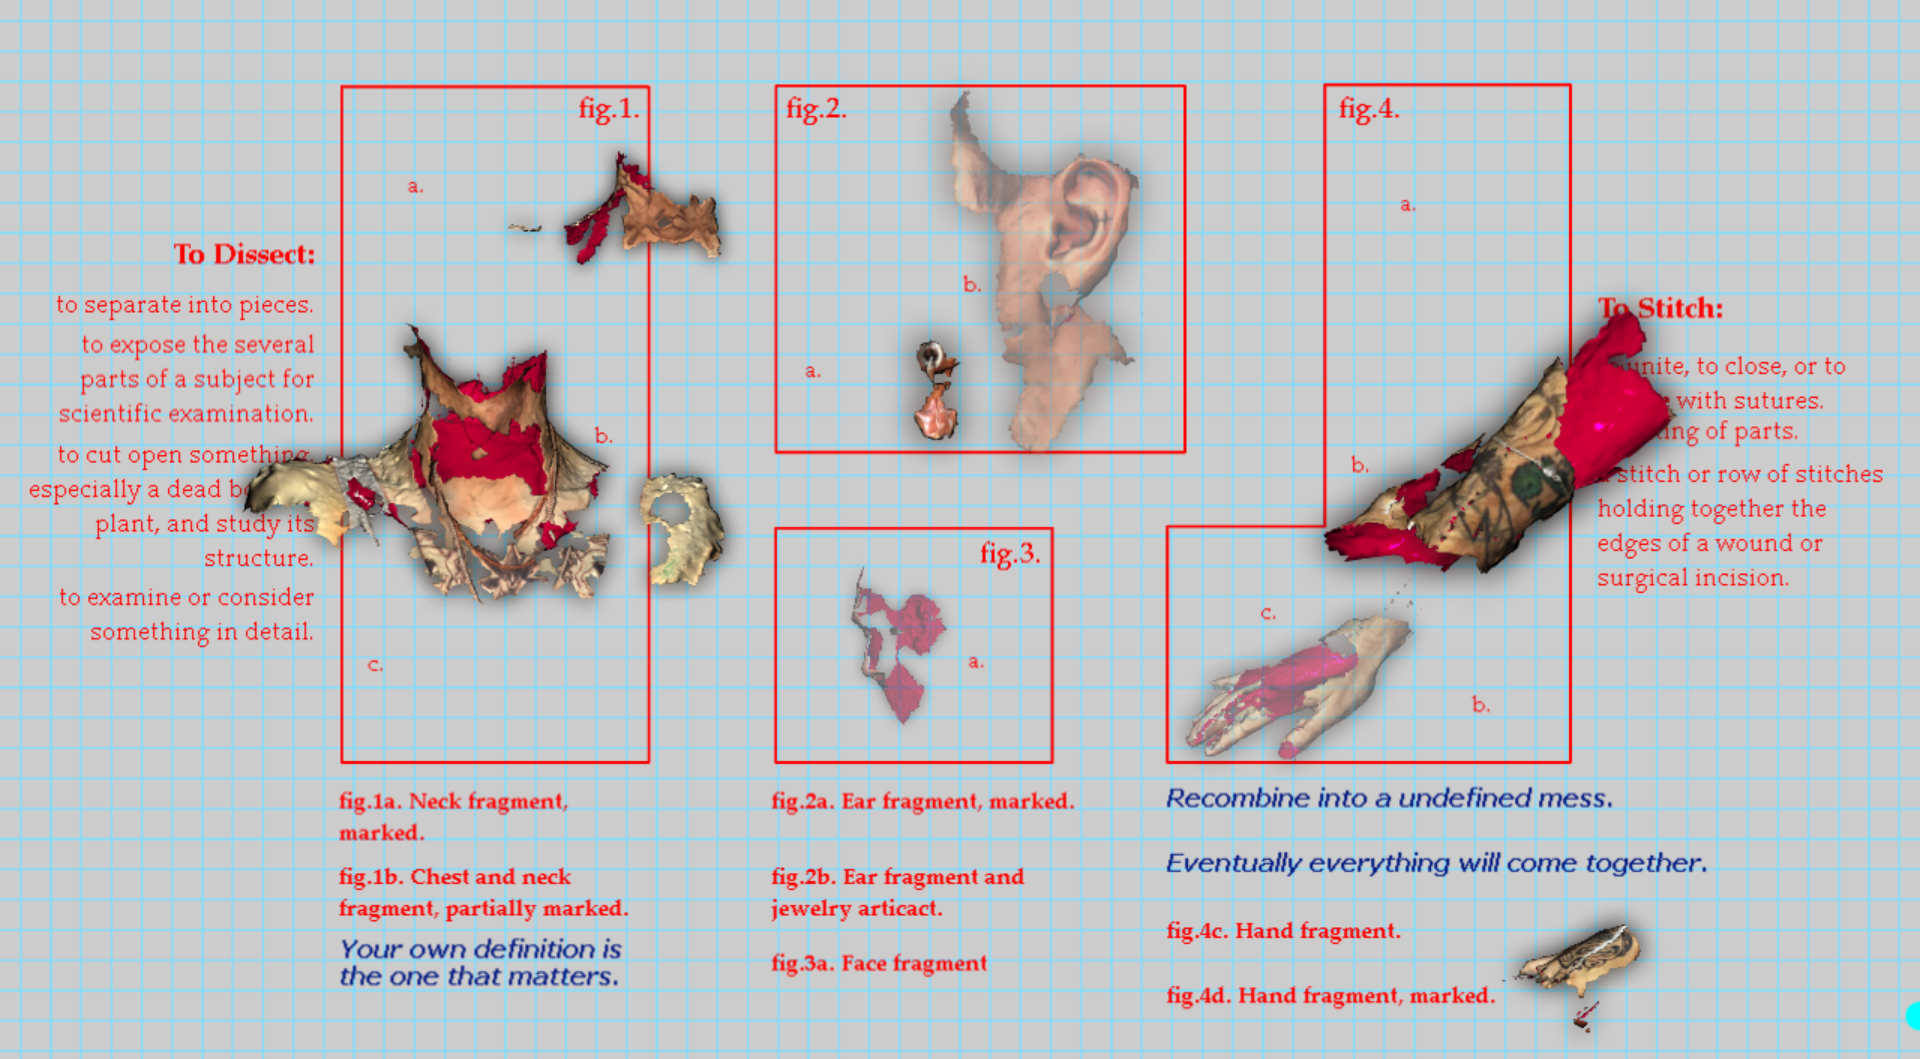 To Dissect:
to separate into pieces.
to expose the several
parts of a subject for
scientific examination.
to cut open something,
especially a dead
plant, and study its
structure.
to examine or consider
something in detail.
fig.1.
a.
b.
c.
fig.2.
b.
a.
fig.3.
a.
fig.4.
a.
b.
c.
b.
To Stitch:
unite, to close, or to
with sutures.
of parts.
stitch or row of stitches
holding together the
edges of a wound or
surgical incision.
fig.1a. Neck fragment,
marked.
fig.1b. Chest and neck
fragment, partially marked.
Your own definition is
the one that matters.
fig.2a. Ear fragment, marked.
fig.2b. Ear fragment and
jewelry articact.
fig.3a. Face fragment
Recombine into a undefined mess.
Eventually everything will come together.
fig.4c. Hand fragment.
fig.4d. Hand fragment, marked.